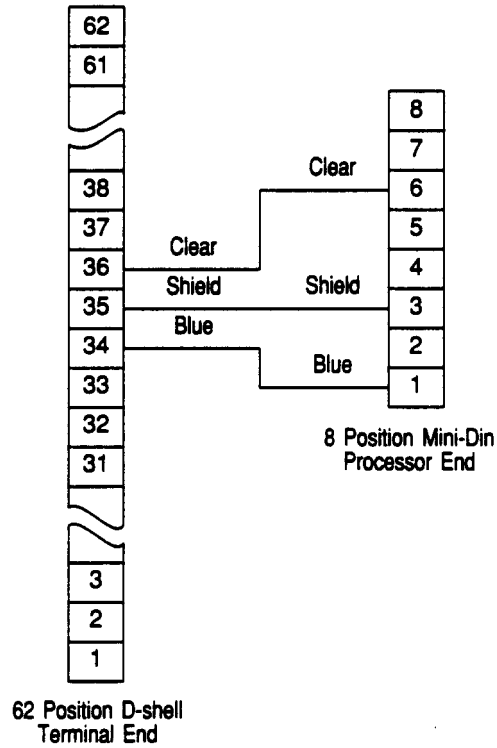 62
61
38
37
36
35
34
33
32
31
3
2
1
62 Position D-shell
Terminal End
Clear
Shield
Blue
Clear
Shield
Blue
8
7
6
5
4
3
2
1
8 Position Mini-Din
Processor End